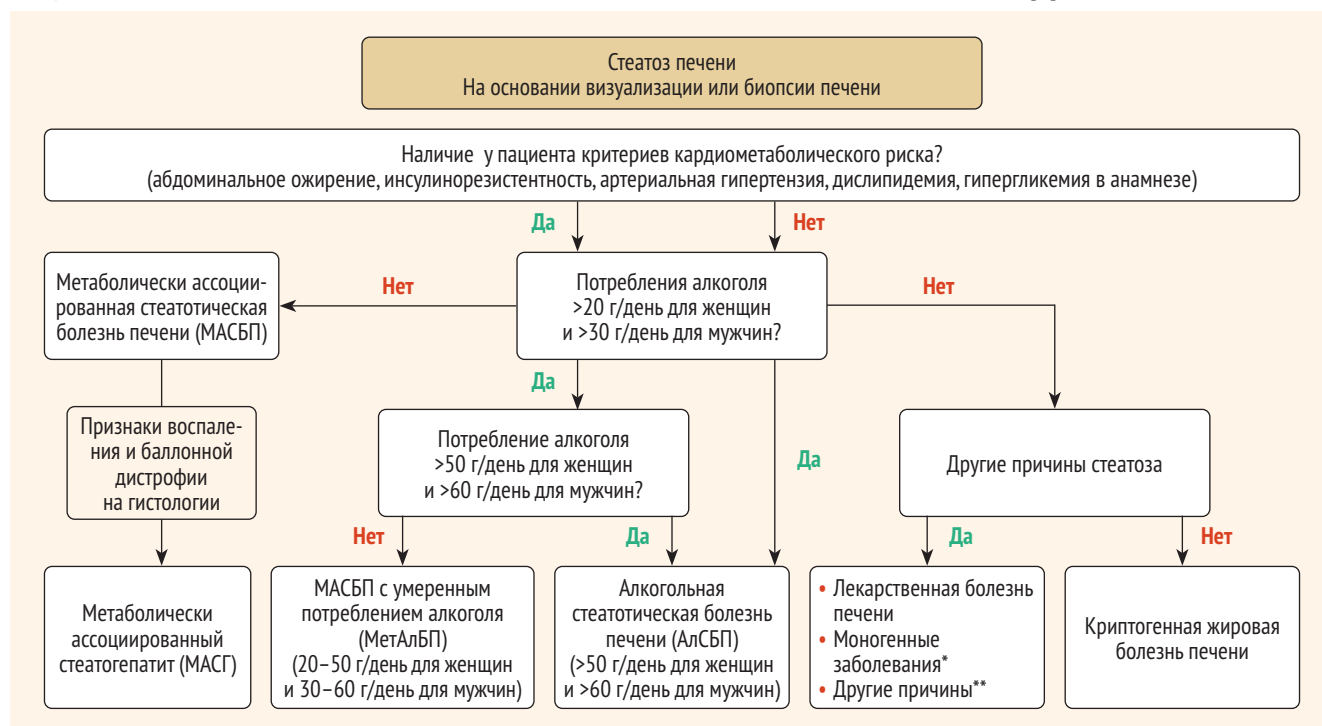 Стеатоз печени
На основании визуализации или биопсии печени
Наличие у пациента критериев кардиометаболического риска?
(абдоминальное ожирение, инсулинорезистентность, артериальная гипертензия, дислипидемия, гипергликемия в анамнезе)
Да
Нет
Метаболически ассоции-
рованная стеатотическая
болезнь печени (МАСБП)
Нет
Потребления алкоголя
>20 г/день для женщин
и >30 г/день для мужчин?
Нет
Да
Признаки воспале-
ния и баллонной
дистрофии
на гистологии
Потребление алкоголя
>50 г/день для женщин
и >60 г/день для мужчин?
Да
Другие причины стеатоза
Нет
Да
Да
Нет
Метаболически
ассоциированный
стеатогепатит (МАСГ)
МАСБП с умеренным
потреблением алкоголя
(МетАлБП)
(20–50 г/день для женщин
и 30–60 г/день для мужчин)
Алкогольная
стеатотическая болезнь
печени (АлСБП)
(>50 г/день для женщин
и >60 г/день для мужчин)
• Лекарственная болезнь
печени
• Моногенные
заболевания*
• Другие причины**
Криптогенная жировая
болезнь печени